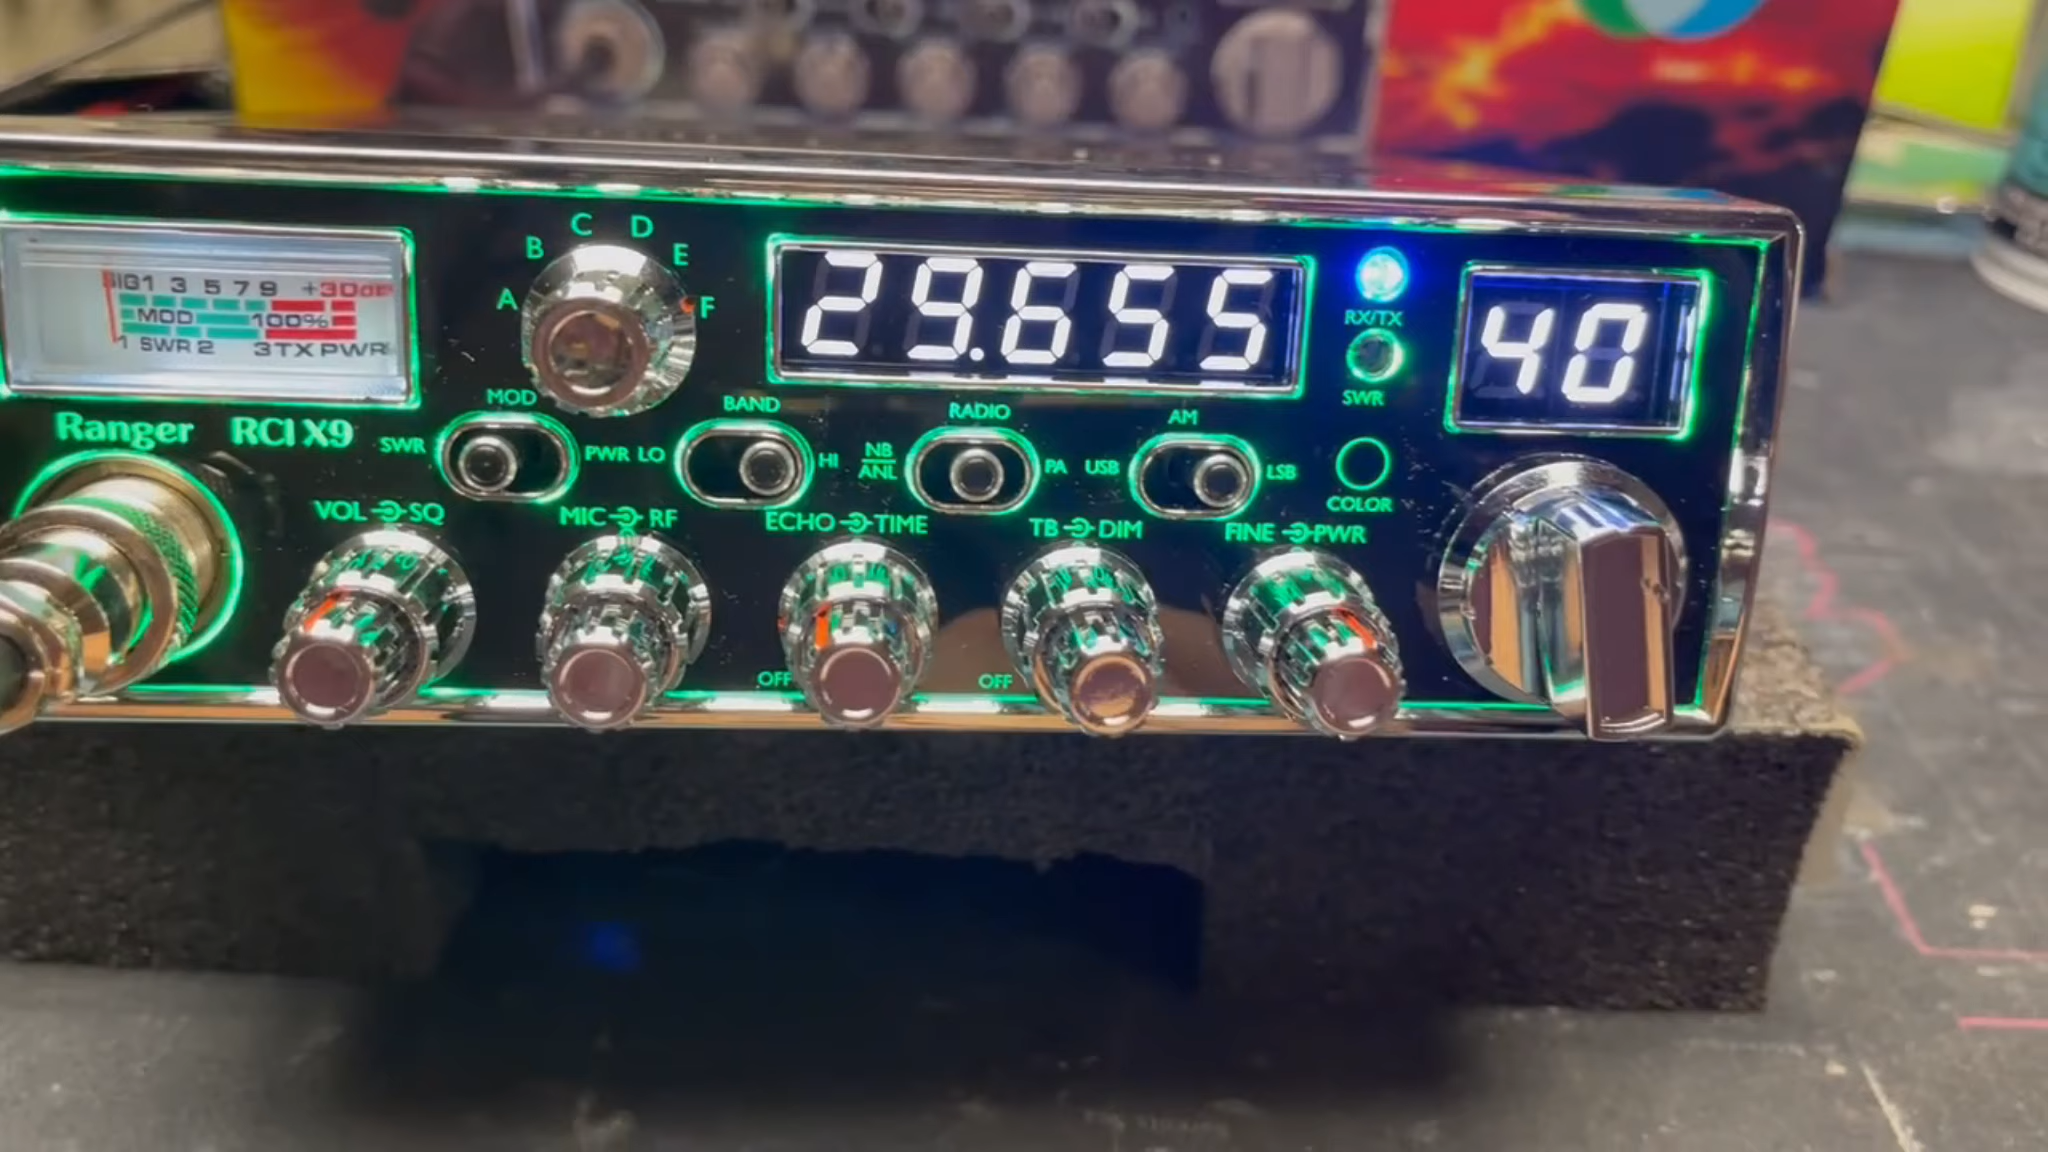 SIG1 3 5 7 9 +30dB
MOD 100%
1 SWR 2 3 TX PWR
A B C D E F
29.655
RX/TX
SWR
40
Ranger RCI X9
MOD
SWR PWR
BAND
LO HI
RADIO
NB
ANL
PA
AM
USB LSB
COLOR
VOL SQ
MIC RF
ECHO TIME
TB DIM
FINE PWR
OFF
OFF